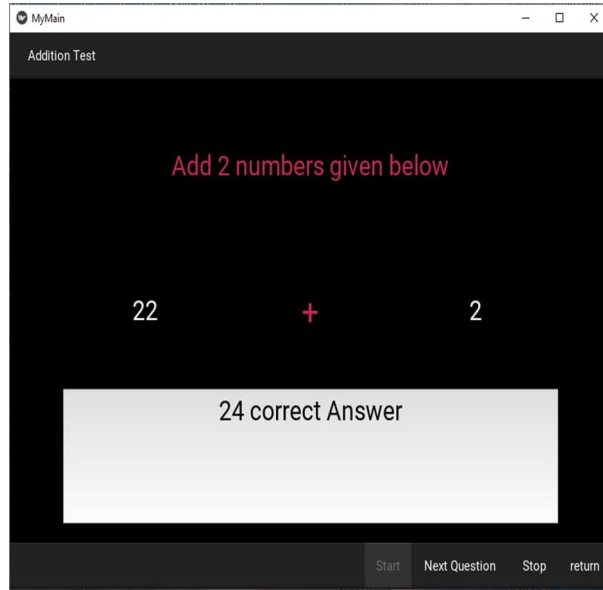 MyMain
Addition Test
Add 2 numbers given below
22 + 2
24 correct Answer
Start Next Question Stop return